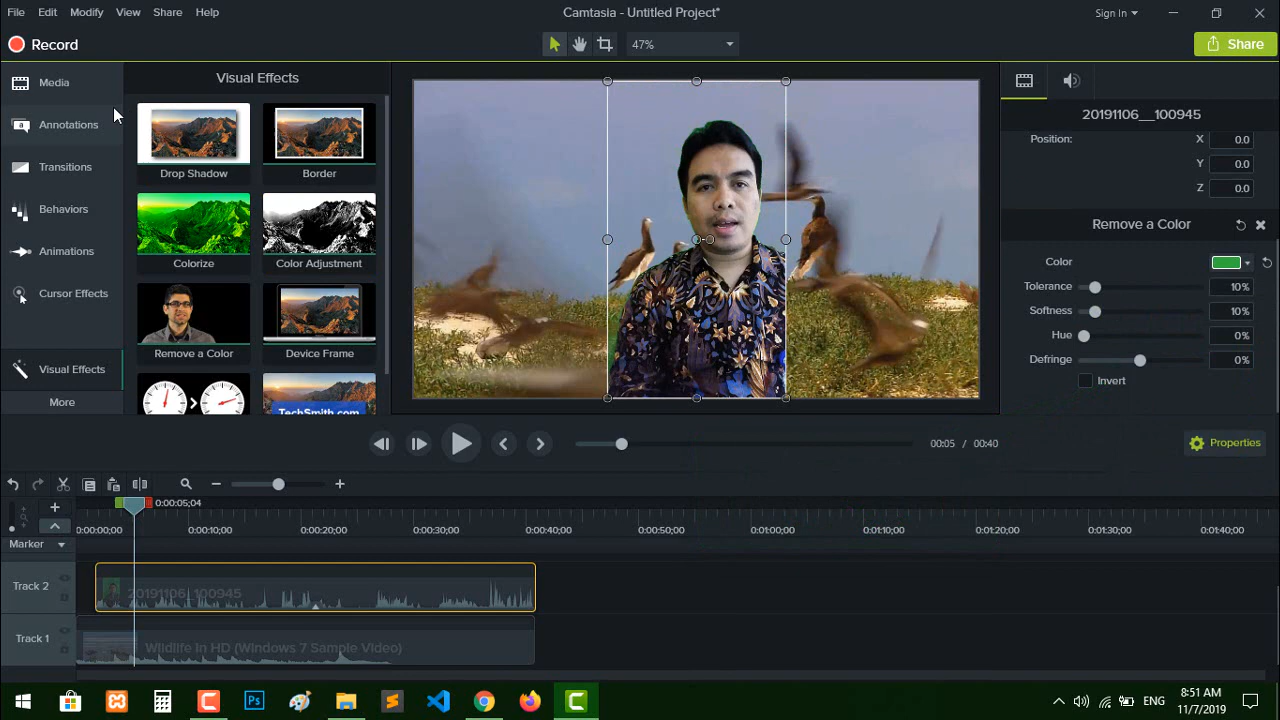 File Edit Modify View Share Help
Camtasia - Untitled Project*
Sign In
Record
47%
Share
Media
Annotations
Transitions
Behaviors
Animations
Cursor Effects
Visual Effects
More
Visual Effects
Drop Shadow
Border
Colorize
Color Adjustment
Remove a Color
Device Frame
TechSmith.com
20191106__100945
Position: X 0.0
Y 0.0
Z 0.0
Remove a Color
Color
Tolerance 10%
Softness 10%
Hue 0%
Defringe 0%
Invert
00:05 / 00:40
Properties
0:00:05;04
0:00:00;00 0:00:10;00 0:00:20;00 0:00:30;00 0:00:40;00 0:00:50;00 0:01:00;00 0:01:10;00 0:01:20;00 0:01:30;00 0:01:40;00
Marker
Track 2
20191106_100945
Track 1
Wildlife In HD (Windows 7 Sample Video)
Ps
ENG
8:51 AM
11/7/2019